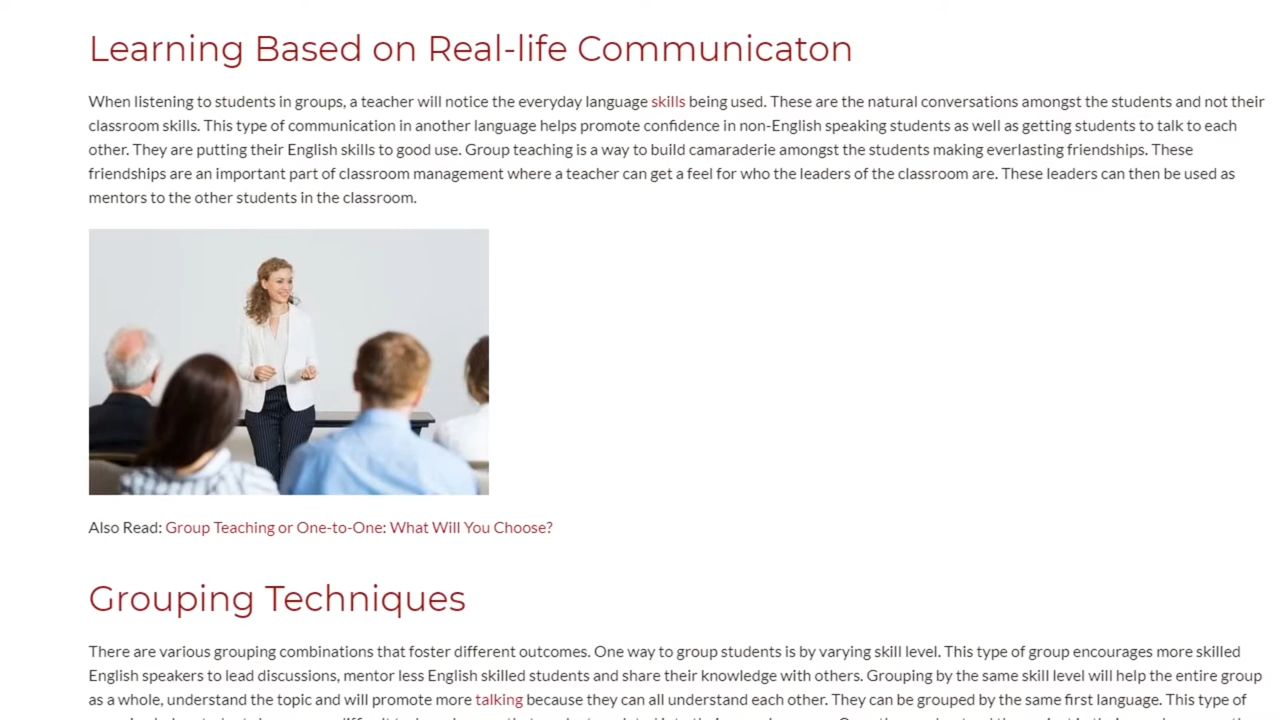 Learning Based on Real-life Communicaton
When listening to students in groups, a teacher will notice the everyday language skills being used. These are the natural conversations amongst the students and not their
classroom skills. This type of communication in another language helps promote confidence in non-English speaking students as well as getting students to talk to each
other. They are putting their English skills to good use. Group teaching is a way to build camaraderie amongst the students making everlasting friendships. These
friendships are an important part of classroom management where a teacher can get a feel for who the leaders of the classroom are. These leaders can then be used as
mentors to the other students in the classroom.
Also Read: Group Teaching or One-to-One: What Will You Choose?
Grouping Techniques
There are various grouping combinations that foster different outcomes. One way to group students is by varying skill level. This type of group encourages more skilled
English speakers to lead discussions, mentor less English skilled students and share their knowledge with others. Grouping by the same skill level will help the entire group
as a whole, understand the topic and will promote more talking because they can all understand each other. They can be grouped by the same first language. This type of